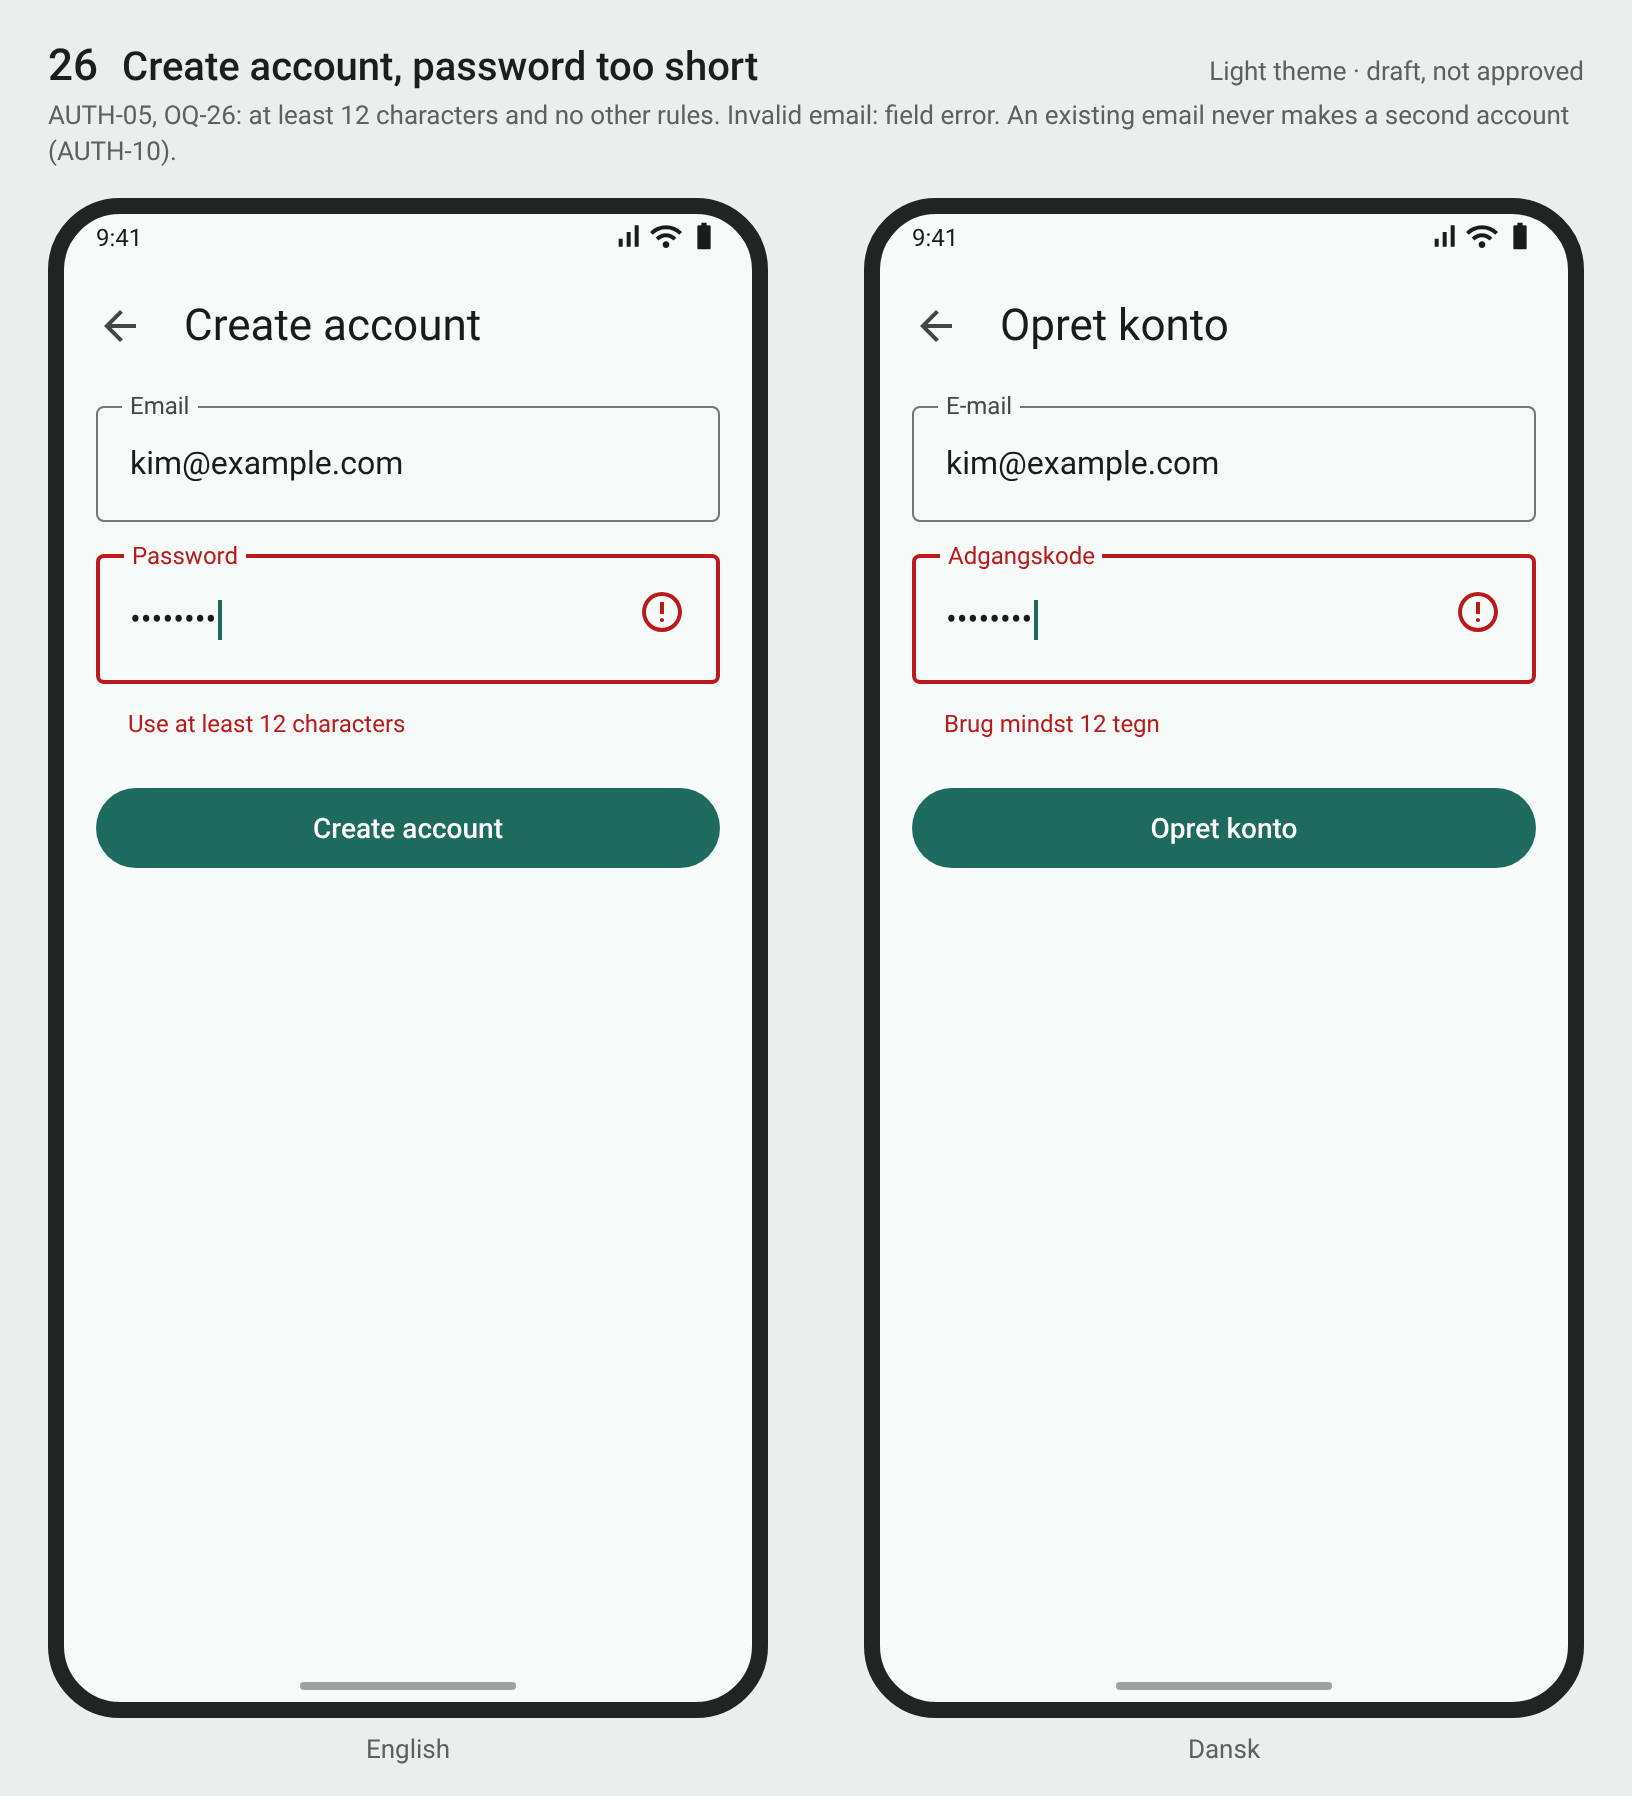 26 Create account, password too short
Light theme · draft, not approved
AUTH-05, OQ-26: at least 12 characters and no other rules. Invalid email: field error. An existing email never makes a second account
(AUTH-10).
9:41
Create account
Email
kim@example.com
Password
••••••••
Use at least 12 characters
Create account
English
9:41
Opret konto
E-mail
kim@example.com
Adgangskode
••••••••
Brug mindst 12 tegn
Opret konto
Dansk